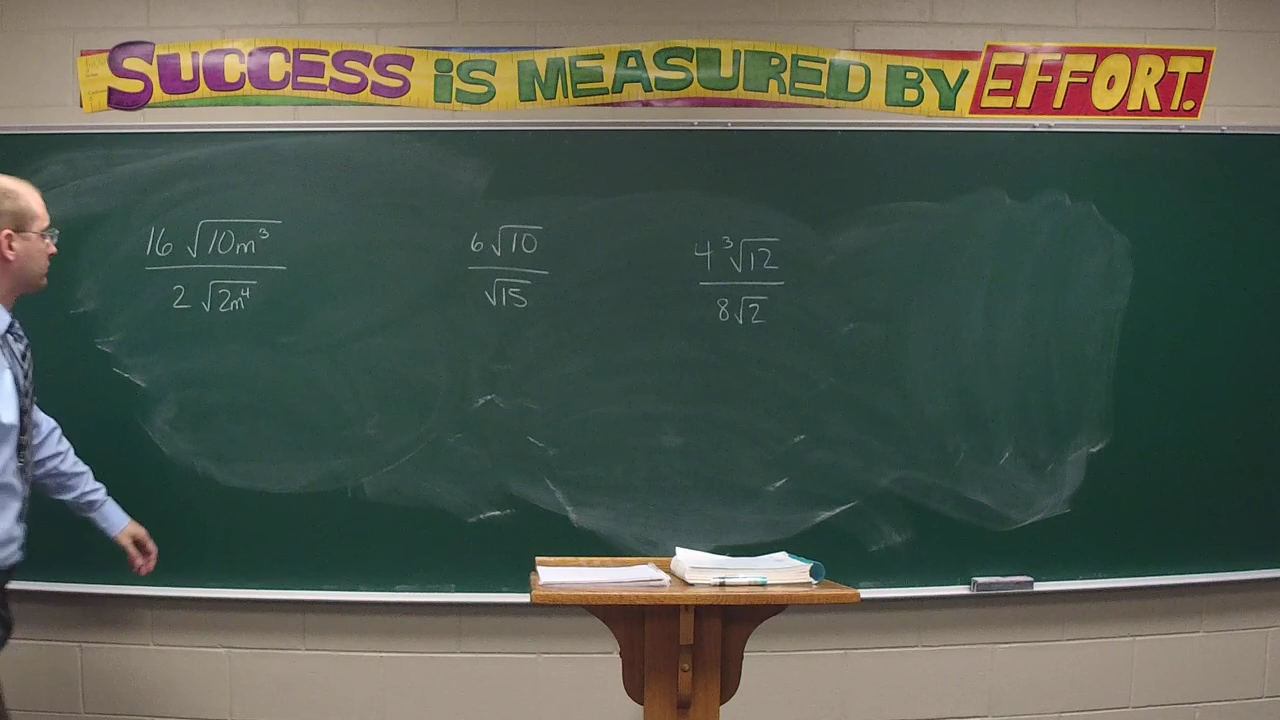 SUCCESS iS MEASURED BY EFFORT.
16 √10m³
2 √2m⁴
6 √10
√15
4 ³√12
8√2